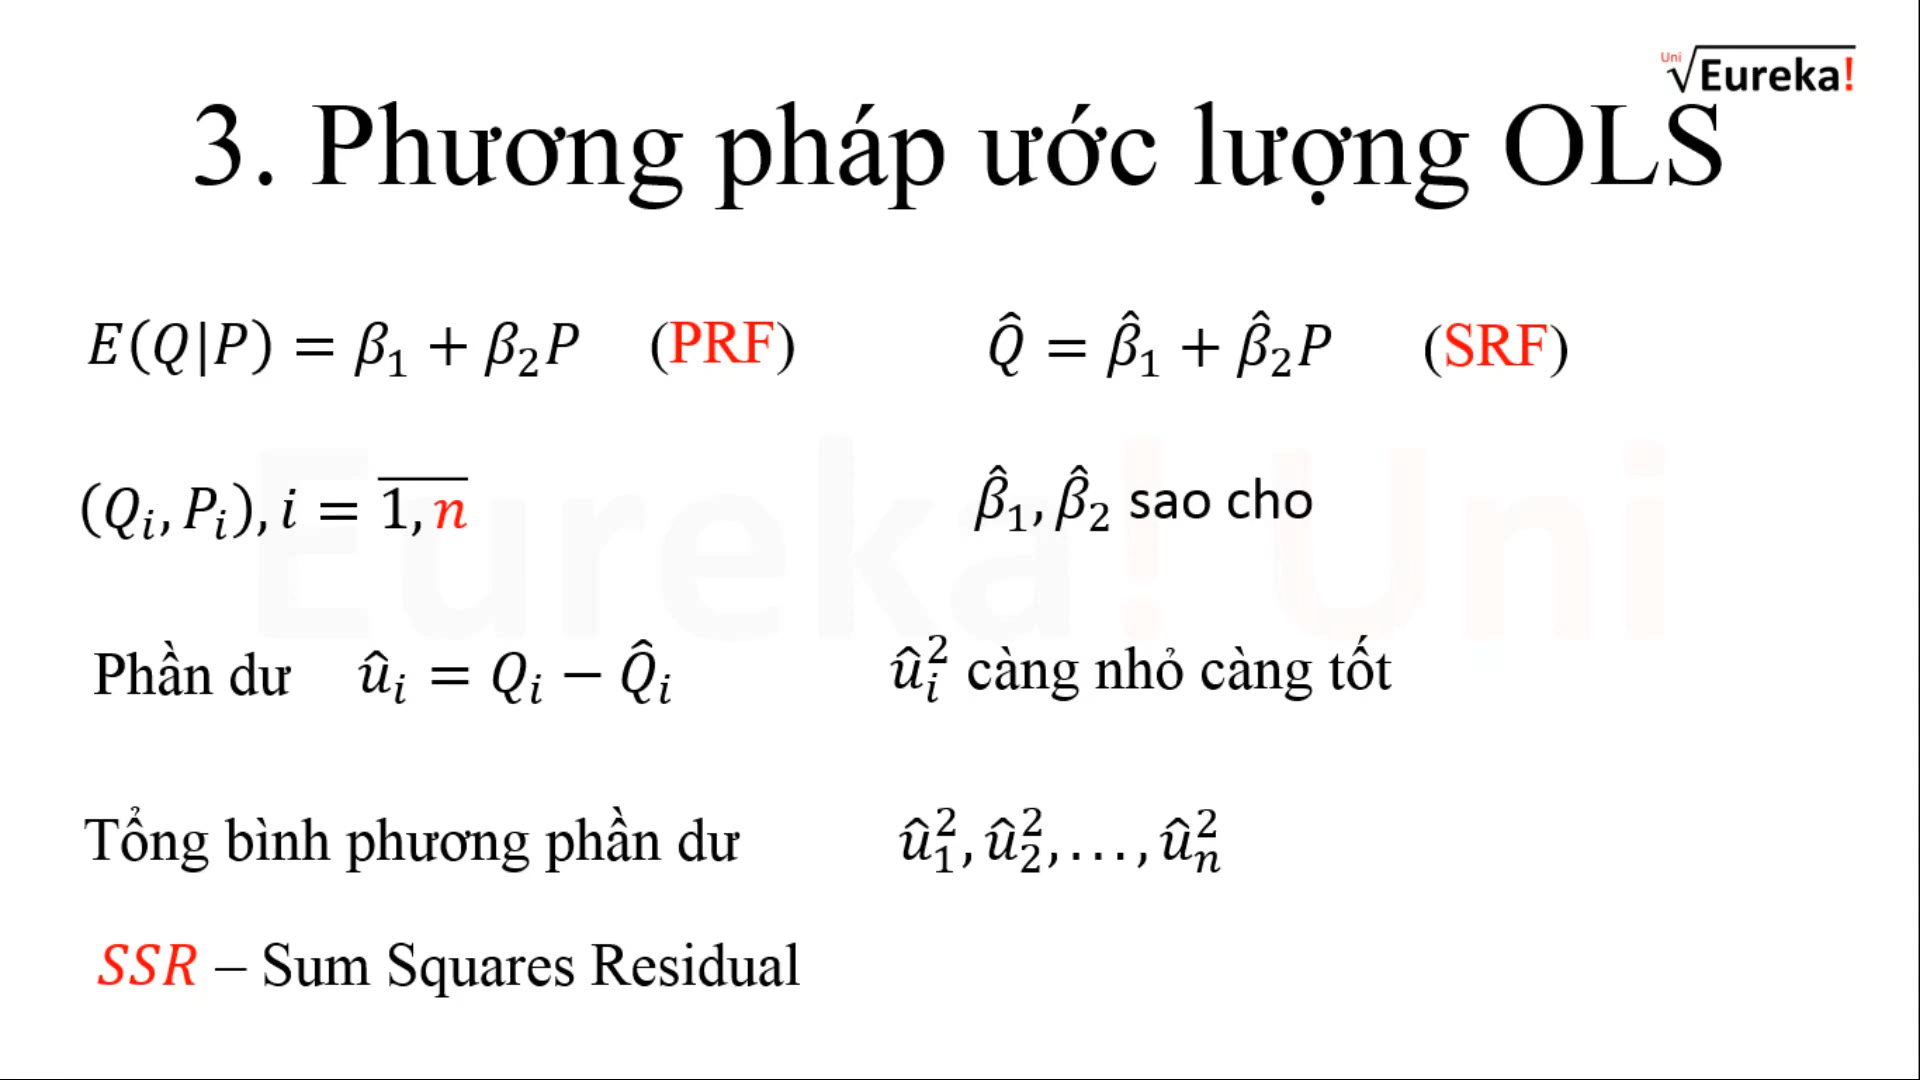 Uni √Eureka!
3. Phương pháp ước lượng OLS
E(Q|P) = β₁ + β₂P (PRF)
Q̂ = β̂₁ + β̂₂P (SRF)
(Qᵢ, Pᵢ), i = 1, n
β̂₁, β̂₂ sao cho
Eureka! Uni
Phần dư ûᵢ = Qᵢ − Q̂ᵢ
ûᵢ² càng nhỏ càng tốt
Tổng bình phương phần dư
û₁², û₂², . . . , ûₙ²
SSR – Sum Squares Residual